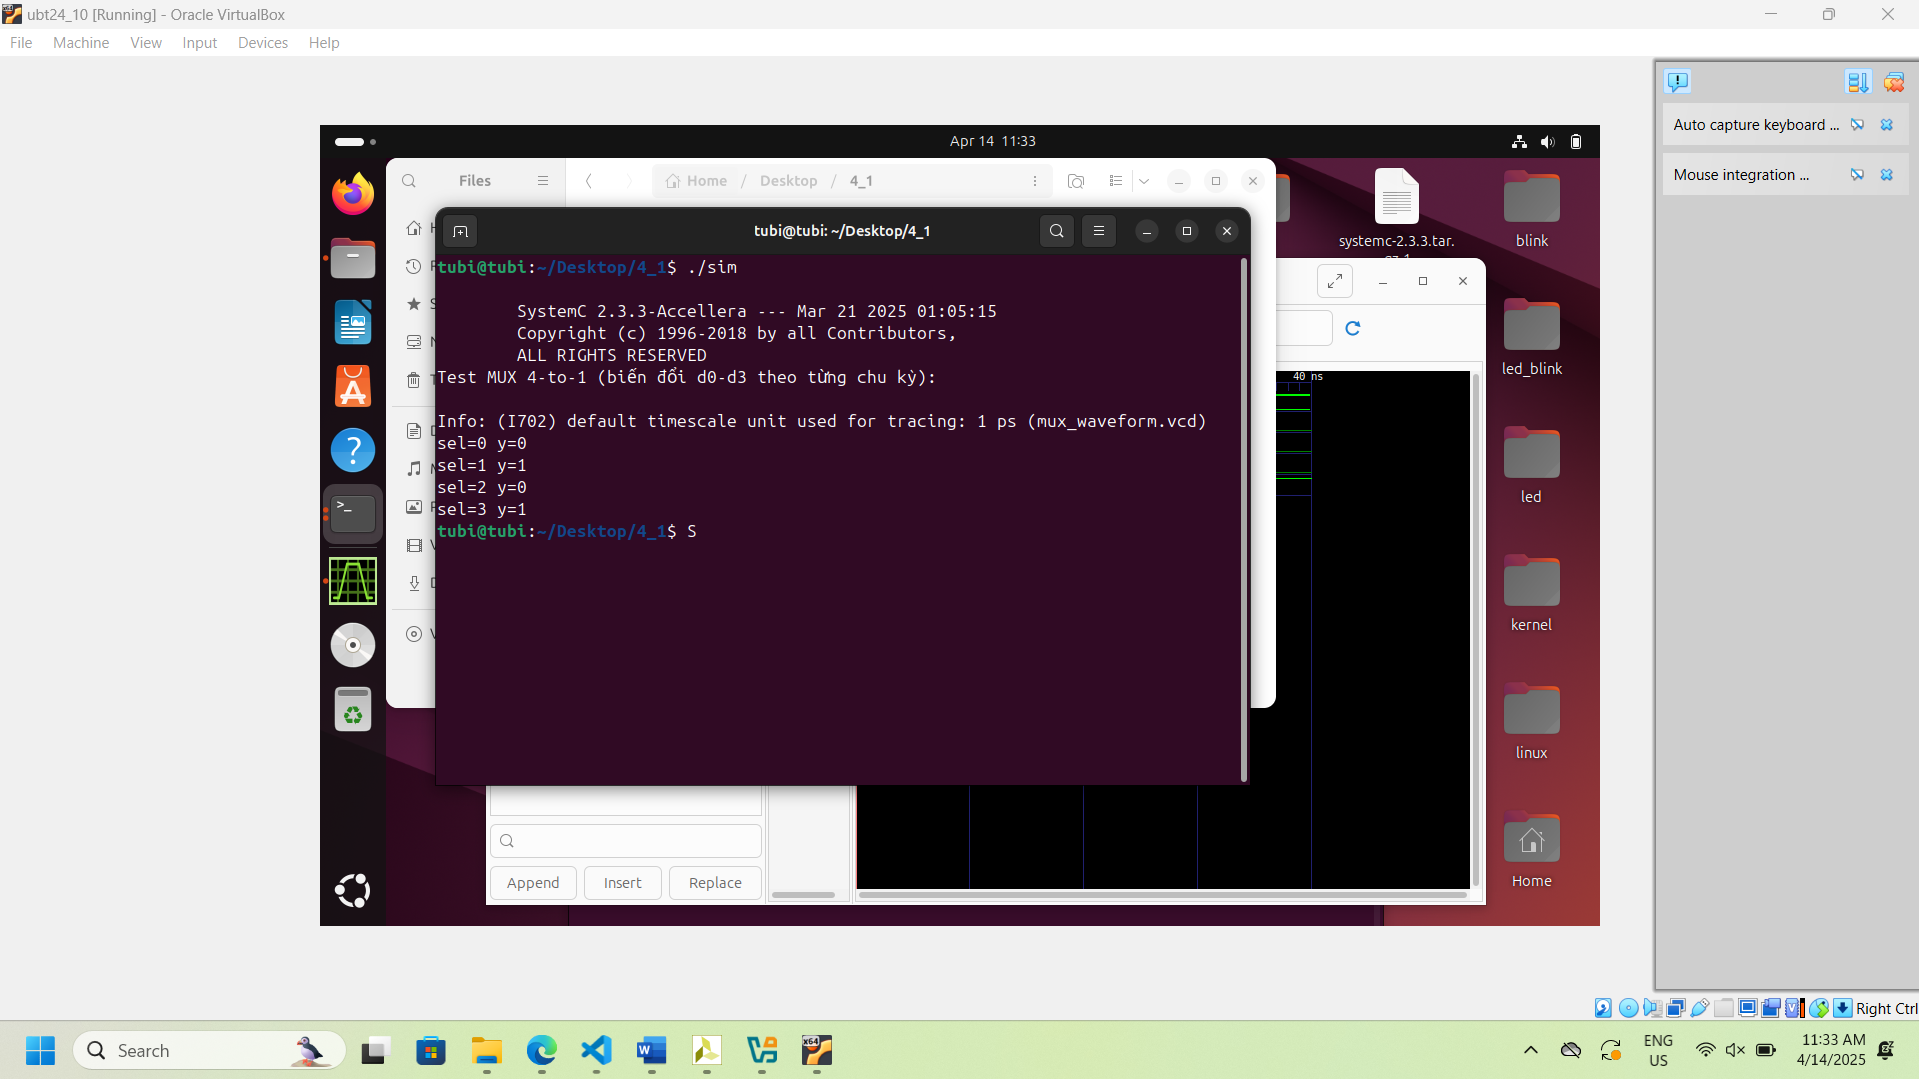 ubt24_10 [Running] - Oracle VirtualBox
File Machine View Input Devices Help
Auto capture keyboard ...
Mouse integration ...
Apr 14 11:33
Files
Home / Desktop / 4_1
tubi@tubi: ~/Desktop/4_1
tubi@tubi:~/Desktop/4_1$ ./sim
SystemC 2.3.3-Accellera --- Mar 21 2025 01:05:15
Copyright (c) 1996-2018 by all Contributors,
ALL RIGHTS RESERVED
Test MUX 4-to-1 (biến đổi d0-d3 theo từng chu kỳ):
Info: (I702) default timescale unit used for tracing: 1 ps (mux_waveform.vcd)
sel=0 y=0
sel=1 y=1
sel=2 y=0
sel=3 y=1
tubi@tubi:~/Desktop/4_1$ S
40 ns
Append
Insert
Replace
systemc-2.3.3.tar.
blink
led_blink
led
kernel
linux
Home
Right Ctrl
Search
ENG
US
11:33 AM
4/14/2025